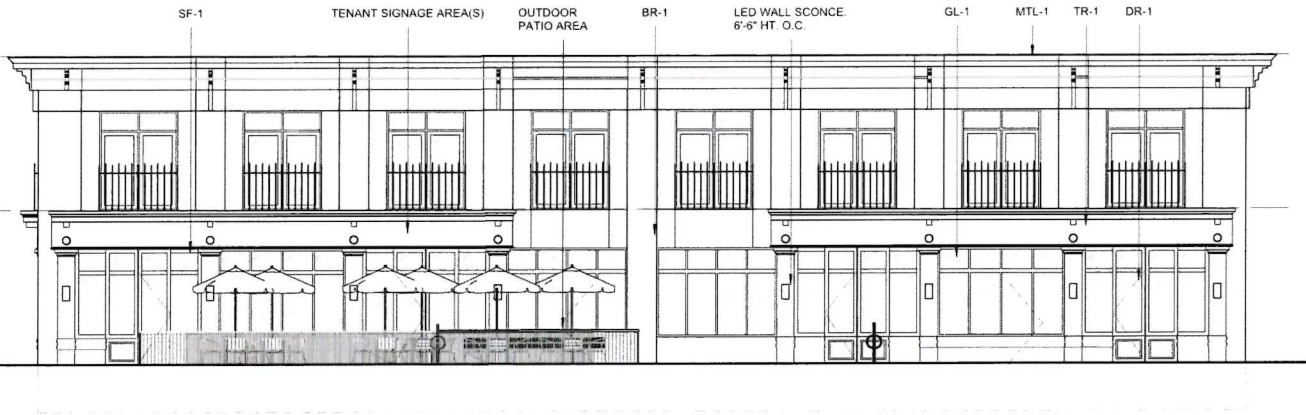 SF-1
TENANT SIGNAGE AREA(S)
OUTDOOR
PATIO AREA
BR-1
LED WALL SCONCE.
6'-6" HT. O.C.
GL-1
MTL-1
TR-1
DR-1